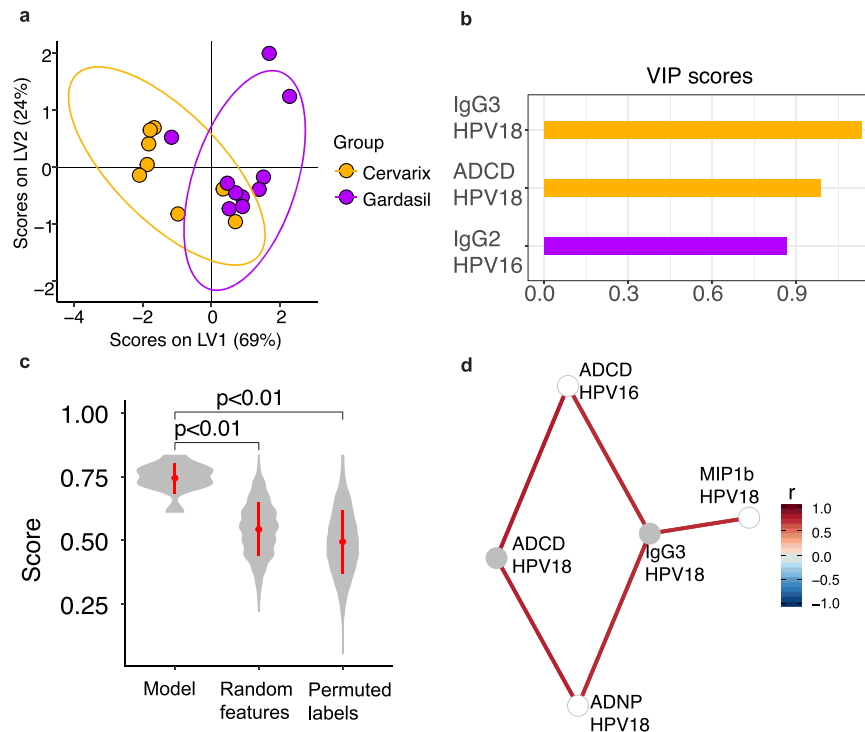 a
Scores on LV2 (24%)
2
1
0
−1
−2
−4
−2
0
2
Scores on LV1 (69%)
Group
Cervarix
Gardasil
b
VIP scores
IgG3
HPV18
ADCD
HPV18
IgG2
HPV16
0.0
0.3
0.6
0.9
c
Score
1.00
0.75
0.50
0.25
p<0.01
p<0.01
Model
Random
features
Permuted
labels
d
ADCD
HPV16
MIP1b
HPV18
ADCD
HPV18
IgG3
HPV18
ADNP
HPV18
r
1.0
0.5
0.0
−0.5
−1.0